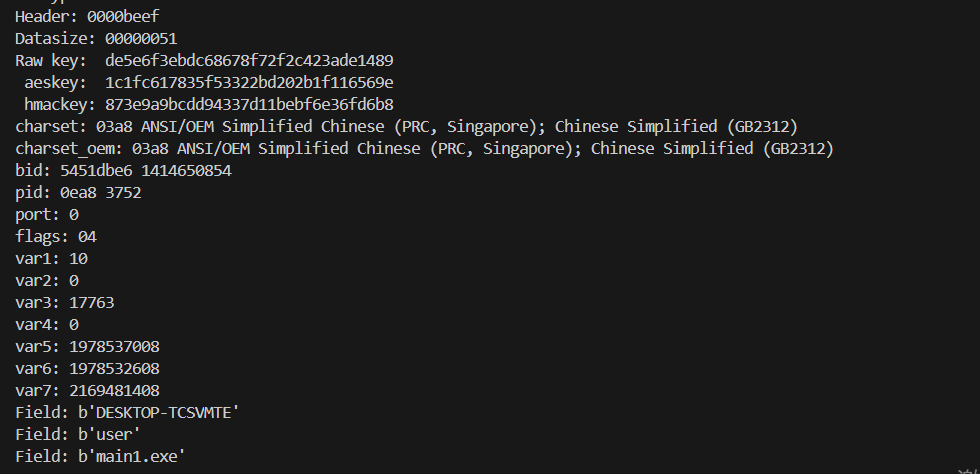 Header: 0000beef
Datasize: 00000051
Raw key:  de5e6f3ebdc68678f72f2c423ade1489
 aeskey:  1c1fc617835f53322bd202b1f116569e
 hmackey: 873e9a9bcdd94337d11bebf6e36fd6b8
charset: 03a8 ANSI/OEM Simplified Chinese (PRC, Singapore); Chinese Simplified (GB2312)
charset_oem: 03a8 ANSI/OEM Simplified Chinese (PRC, Singapore); Chinese Simplified (GB2312)
bid: 5451dbe6 1414650854
pid: 0ea8 3752
port: 0
flags: 04
var1: 10
var2: 0
var3: 17763
var4: 0
var5: 1978537008
var6: 1978532608
var7: 2169481408
Field: b'DESKTOP-TCSVMTE'
Field: b'user'
Field: b'main1.exe'